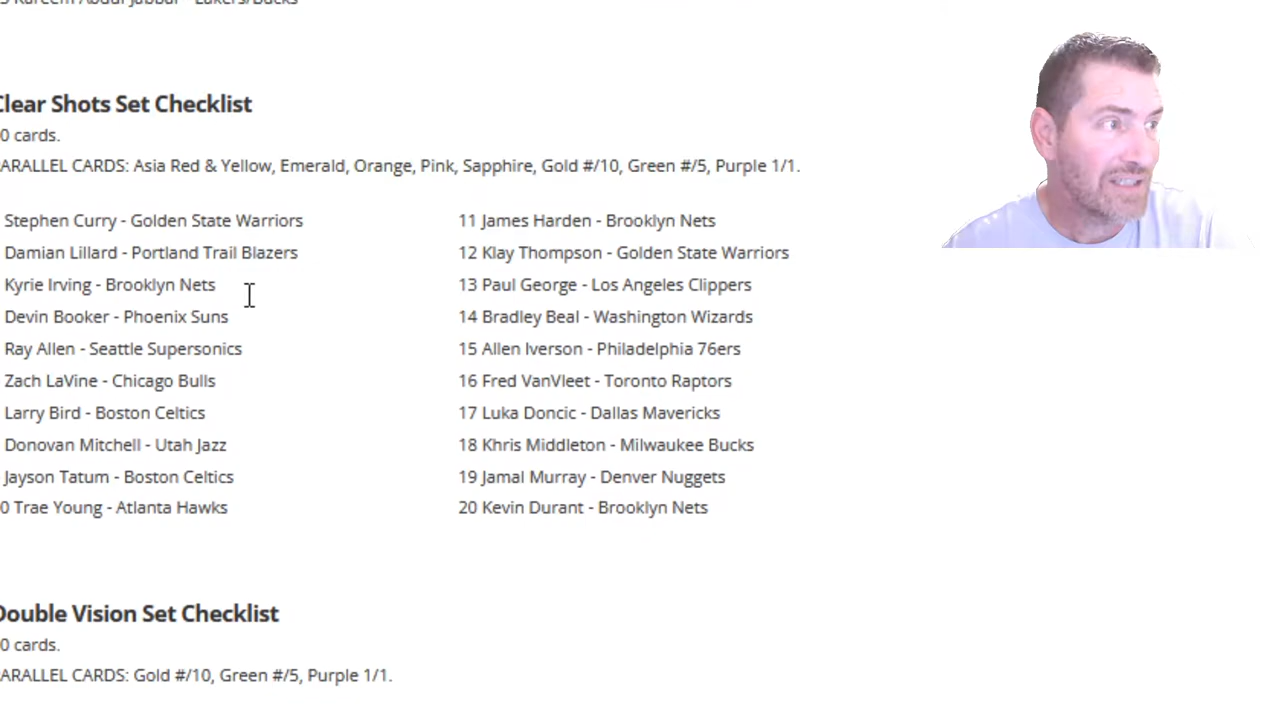 Kareem Abdul Jabbar - Lakers/Bucks
Clear Shots Set Checklist
0 cards.
ARALLEL CARDS: Asia Red & Yellow, Emerald, Orange, Pink, Sapphire, Gold #/10, Green #/5, Purple 1/1.
Stephen Curry - Golden State Warriors
Damian Lillard - Portland Trail Blazers
Kyrie Irving - Brooklyn Nets
Devin Booker - Phoenix Suns
Ray Allen - Seattle Supersonics
Zach LaVine - Chicago Bulls
Larry Bird - Boston Celtics
Donovan Mitchell - Utah Jazz
Jayson Tatum - Boston Celtics
0 Trae Young - Atlanta Hawks
11 James Harden - Brooklyn Nets
12 Klay Thompson - Golden State Warriors
13 Paul George - Los Angeles Clippers
14 Bradley Beal - Washington Wizards
15 Allen Iverson - Philadelphia 76ers
16 Fred VanVleet - Toronto Raptors
17 Luka Doncic - Dallas Mavericks
18 Khris Middleton - Milwaukee Bucks
19 Jamal Murray - Denver Nuggets
20 Kevin Durant - Brooklyn Nets
Double Vision Set Checklist
0 cards.
ARALLEL CARDS: Gold #/10, Green #/5, Purple 1/1.